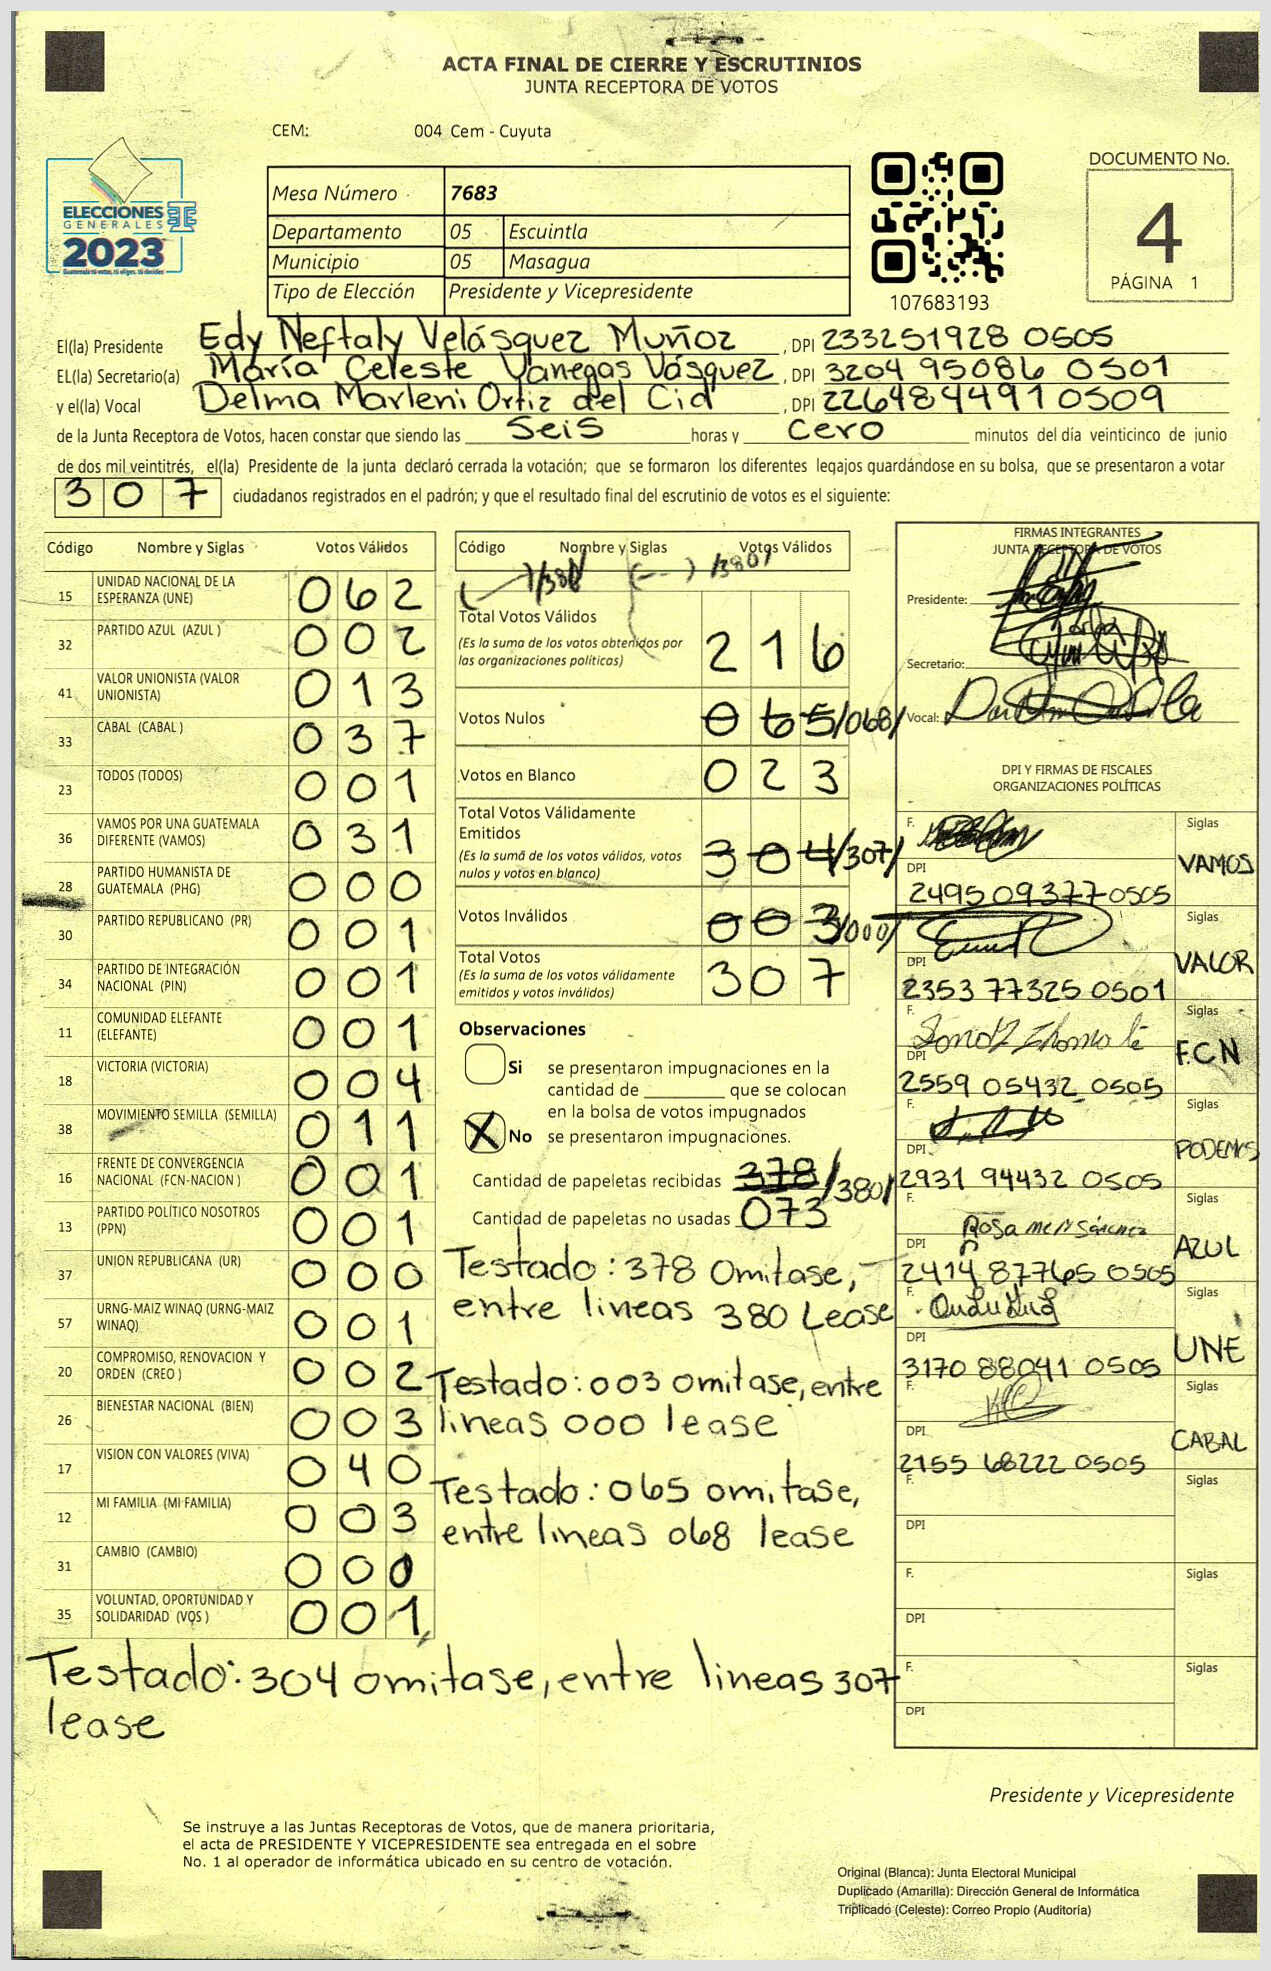 ACTA FINAL DE CIERRE Y ESCRUTINIOS
JUNTA RECEPTORA DE VOTOS
CEM: 004 Cem - Cuyuta
ELECCIONES
GENERALES
2023
Mesa Número 7683
Departamento 05 Escuintla
Municipio 05 Masagua
Tipo de Elección Presidente y Vicepresidente
107683193
DOCUMENTO No.
4
PÁGINA 1
El(la) Presidente Edy Neftaly Velásquez Muñoz, DPI 233251928 0505
EL(la) Secretario(a) María Celeste Vanegas Vásquez, DPI 3204 95086 0501
y el(la) Vocal Delma Marleni Ortiz del Cid, DPI 2264844910509
de la Junta Receptora de Votos, hacen constar que siendo las Seis horas y Cero minutos del día veinticinco de junio
de dos mil veintitrés, el(la) Presidente de la junta declaró cerrada la votación; que se formaron los diferentes legajos guardándose en su bolsa, que se presentaron a votar
307 ciudadanos registrados en el padrón; y que el resultado final del escrutinio de votos es el siguiente:
Código Nombre y Siglas Votos Válidos
15 UNIDAD NACIONAL DE LA ESPERANZA (UNE) 062
32 PARTIDO AZUL (AZUL ) 002
41 VALOR UNIONISTA (VALOR UNIONISTA) 013
33 CABAL (CABAL ) 037
23 TODOS (TODOS) 001
36 VAMOS POR UNA GUATEMALA DIFERENTE (VAMOS) 031
28 PARTIDO HUMANISTA DE GUATEMALA (PHG) 000
30 PARTIDO REPUBLICANO (PR) 001
34 PARTIDO DE INTEGRACIÓN NACIONAL (PIN) 001
11 COMUNIDAD ELEFANTE (ELEFANTE) 001
18 VICTORIA (VICTORIA) 004
38 MOVIMIENTO SEMILLA (SEMILLA) 011
16 FRENTE DE CONVERGENCIA NACIONAL (FCN-NACION ) 001
13 PARTIDO POLÍTICO NOSOTROS (PPN) 001
37 UNION REPUBLICANA (UR) 000
57 URNG-MAIZ WINAQ (URNG-MAIZ WINAQ) 001
20 COMPROMISO, RENOVACION Y ORDEN (CREO ) 002
26 BIENESTAR NACIONAL (BIEN) 003
17 VISION CON VALORES (VIVA) 040
12 MI FAMILIA (MI FAMILIA) 003
31 CAMBIO (CAMBIO) 000
35 VOLUNTAD, OPORTUNIDAD Y SOLIDARIDAD (VOS ) 001
Código Nombre y Siglas Votos Válidos
/380/
Total Votos Válidos 216
(Es la suma de los votos obtenidos por
las organizaciones políticas)
Votos Nulos 065/068/
Votos en Blanco 023
Total Votos Válidamente
Emitidos 304/307/
(Es la suma de los votos válidos, votos
nulos y votos en blanco)
Votos Inválidos 003/000/
Total Votos 307
(Es la suma de los votos válidamente
emitidos y votos inválidos)
Observaciones
Si se presentaron impugnaciones en la
cantidad de ________ que se colocan
en la bolsa de votos impugnados
X No se presentaron impugnaciones.
Cantidad de papeletas recibidas 378/380/
Cantidad de papeletas no usadas 073
Testado: 378 Omitase,
entre lineas 380 Lease
Testado: 003 omitase, entre
lineas 000 lease
Testado: 065 omitase,
entre lineas 068 lease
Testado: 304 omitase, entre lineas 307
lease
FIRMAS INTEGRANTES
JUNTA RECEPTORA DE VOTOS
Presidente:
Secretario:
Vocal:
DPI Y FIRMAS DE FISCALES
ORGANIZACIONES POLÍTICAS
F. Siglas VAMOS
DPI 2495 09377 0505
F. Siglas VALOR
DPI 2353 77325 0501
F. Siglas F.C.N
DPI 2559 05432 0505
F. Siglas PODEMOS
DPI 2931 94432 0505
F. Rosa Siglas AZUL
DPI 2414 87765 0505
F. Siglas UNE
DPI 3170 88041 0505
F. Siglas CABAL
DPI 2155 68222 0505
F. Siglas
DPI
F. Siglas
DPI
F. Siglas
DPI
Presidente y Vicepresidente
Se instruye a las Juntas Receptoras de Votos, que de manera prioritaria,
el acta de PRESIDENTE Y VICEPRESIDENTE sea entregada en el sobre
No. 1 al operador de informática ubicado en su centro de votación.
Original (Blanca): Junta Electoral Municipal
Duplicado (Amarilla): Dirección General de Informática
Triplicado (Celeste): Correo Propio (Auditoría)